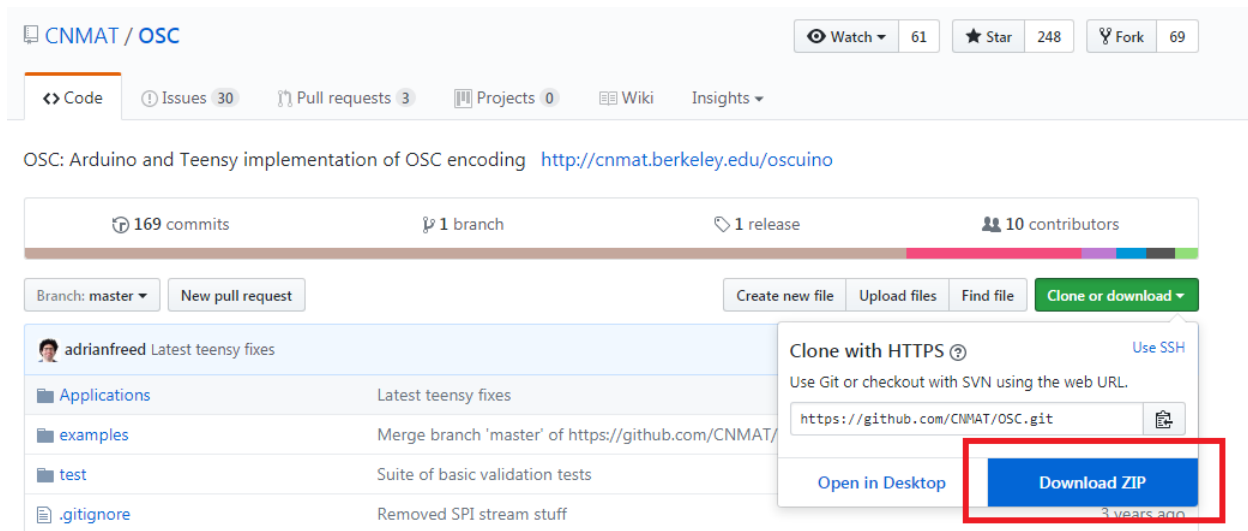 CNMAT / OSC
Watch 61 Star 248 Fork 69
Code Issues 30 Pull requests 3 Projects 0 Wiki Insights
OSC: Arduino and Teensy implementation of OSC encoding http://cnmat.berkeley.edu/oscuino
169 commits 1 branch 1 release 10 contributors
Branch: master New pull request Create new file Upload files Find file Clone or download
adrianfreed Latest teensy fixes
Clone with HTTPS ? Use SSH
Use Git or checkout with SVN using the web URL.
https://github.com/CNMAT/OSC.git
Open in Desktop Download ZIP
Applications Latest teensy fixes
examples Merge branch 'master' of https://github.com/CNMAT/
test Suite of basic validation tests
.gitignore Removed SPI stream stuff 3 years ago